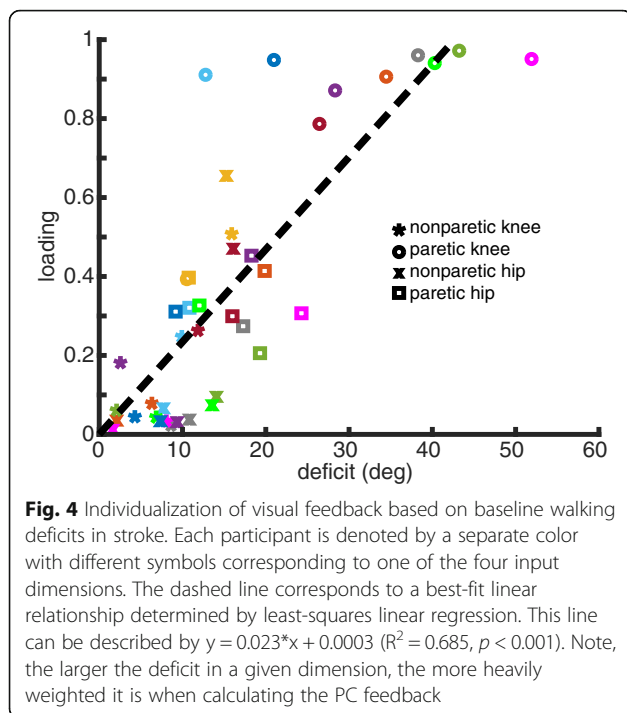 1
0.8
0.6
0.4
0.2
0
loading
nonparetic knee
paretic knee
nonparetic hip
paretic hip
0 10 20 30 40 50 60
deficit (deg)
Fig. 4 Individualization of visual feedback based on baseline walking
deficits in stroke. Each participant is denoted by a separate color
with different symbols corresponding to one of the four input
dimensions. The dashed line corresponds to a best-fit linear
relationship determined by least-squares linear regression. This line
can be described by y = 0.023*x + 0.0003 (R² = 0.685, p < 0.001). Note,
the larger the deficit in a given dimension, the more heavily
weighted it is when calculating the PC feedback